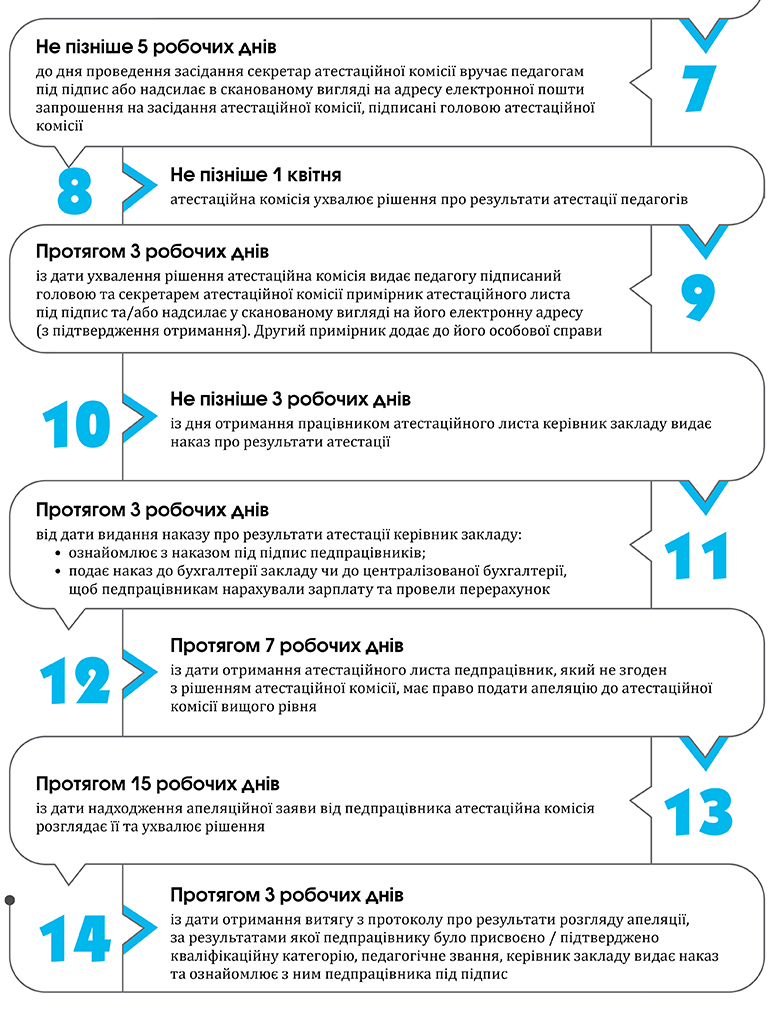 Не пізніше 5 робочих днів
до дня проведення засідання секретар атестаційної комісії вручає педагогам
під підпис або надсилає в сканованому вигляді на адресу електронної пошти
запрошення на засідання атестаційної комісії, підписані головою атестаційної
комісії
7
8
Не пізніше 1 квітня
атестаційна комісія ухвалює рішення про результати атестації педагогів
Протягом 3 робочих днів
із дати ухвалення рішення атестаційна комісія видає педагогу підписаний
головою та секретарем атестаційної комісії примірник атестаційного листа
під підпис та/або надсилає у сканованому вигляді на його електронну адресу
(з підтвердження отримання). Другий примірник додає до його особової справи
9
10
Не пізніше 3 робочих днів
із дня отримання працівником атестаційного листа керівник закладу видає
наказ про результати атестації
Протягом 3 робочих днів
від дати видання наказу про результати атестації керівник закладу:
• ознайомлює з наказом під підпис педпрацівників;
• подає наказ до бухгалтерії закладу чи до централізованої бухгалтерії,
щоб педпрацівникам нарахували зарплату та провели перерахунок
11
12
Протягом 7 робочих днів
із дати отримання атестаційного листа педпрацівник, який не згоден
з рішенням атестаційної комісії, має право подати апеляцію до атестаційної
комісії вищого рівня
Протягом 15 робочих днів
із дати надходження апеляційної заяви від педпрацівника атестаційна комісія
розглядає її та ухвалює рішення
13
14
Протягом 3 робочих днів
із дати отримання витягу з протоколу про результати розгляду апеляції,
за результатами якої педпрацівнику було присвоєно / підтверджено
кваліфікаційну категорію, педагогічне звання, керівник закладу видає наказ
та ознайомлює з ним педпрацівника під підпис